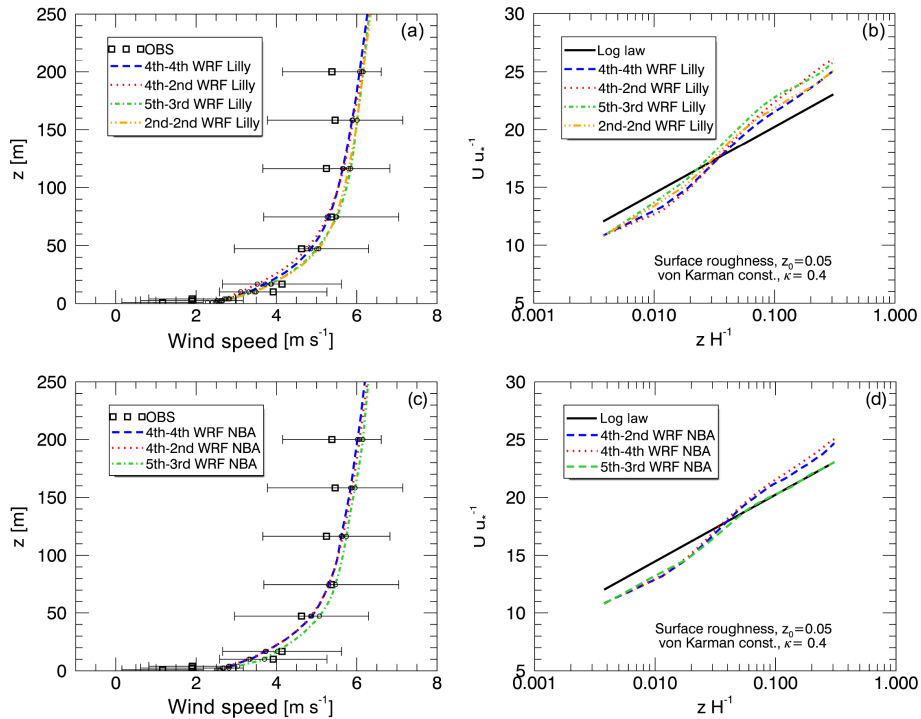 (a)
OBS
4th-4th WRF Lilly
4th-2nd WRF Lilly
5th-3rd WRF Lilly
2nd-2nd WRF Lilly
250
200
150
100
50
0
z [m]
0 2 4 6 8
Wind speed [m s⁻¹]
(b)
Log law
4th-4th WRF Lilly
4th-2nd WRF Lilly
5th-3rd WRF Lilly
2nd-2nd WRF Lilly
30
25
20
15
10
5
U u*⁻¹
Surface roughness, z₀=0.05
von Karman const., κ= 0.4
0.001 0.010 0.100 1.000
z H⁻¹
(c)
OBS
4th-4th WRF NBA
4th-2nd WRF NBA
5th-3rd WRF NBA
250
200
150
100
50
0
z [m]
0 2 4 6 8
Wind speed [m s⁻¹]
(d)
Log law
4th-2nd WRF NBA
4th-4th WRF NBA
5th-3rd WRF NBA
30
25
20
15
10
5
U u*⁻¹
Surface roughness, z₀=0.05
von Karman const., κ= 0.4
0.001 0.010 0.100 1.000
z H⁻¹